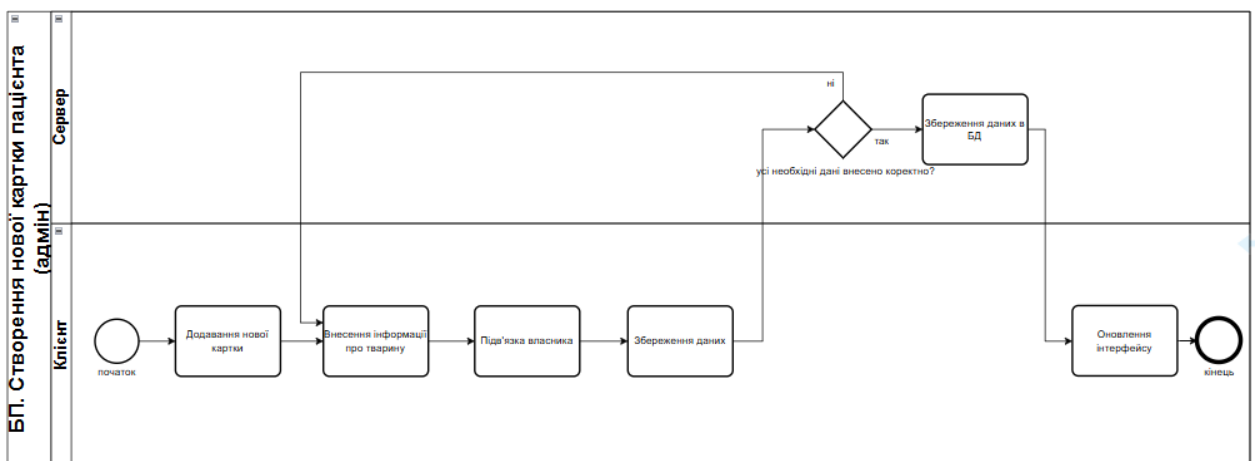 БП. Створення нової картки пацієнта
(адмін)
Сервер
ні
так
усі необхідні дані внесено коректно?
Збереження даних в
БД
Клієнт
початок
Додавання нової
картки
Внесення інформації
про тварину
Підв'язка власника
Збереження даних
Оновлення
інтерфейсу
кінець